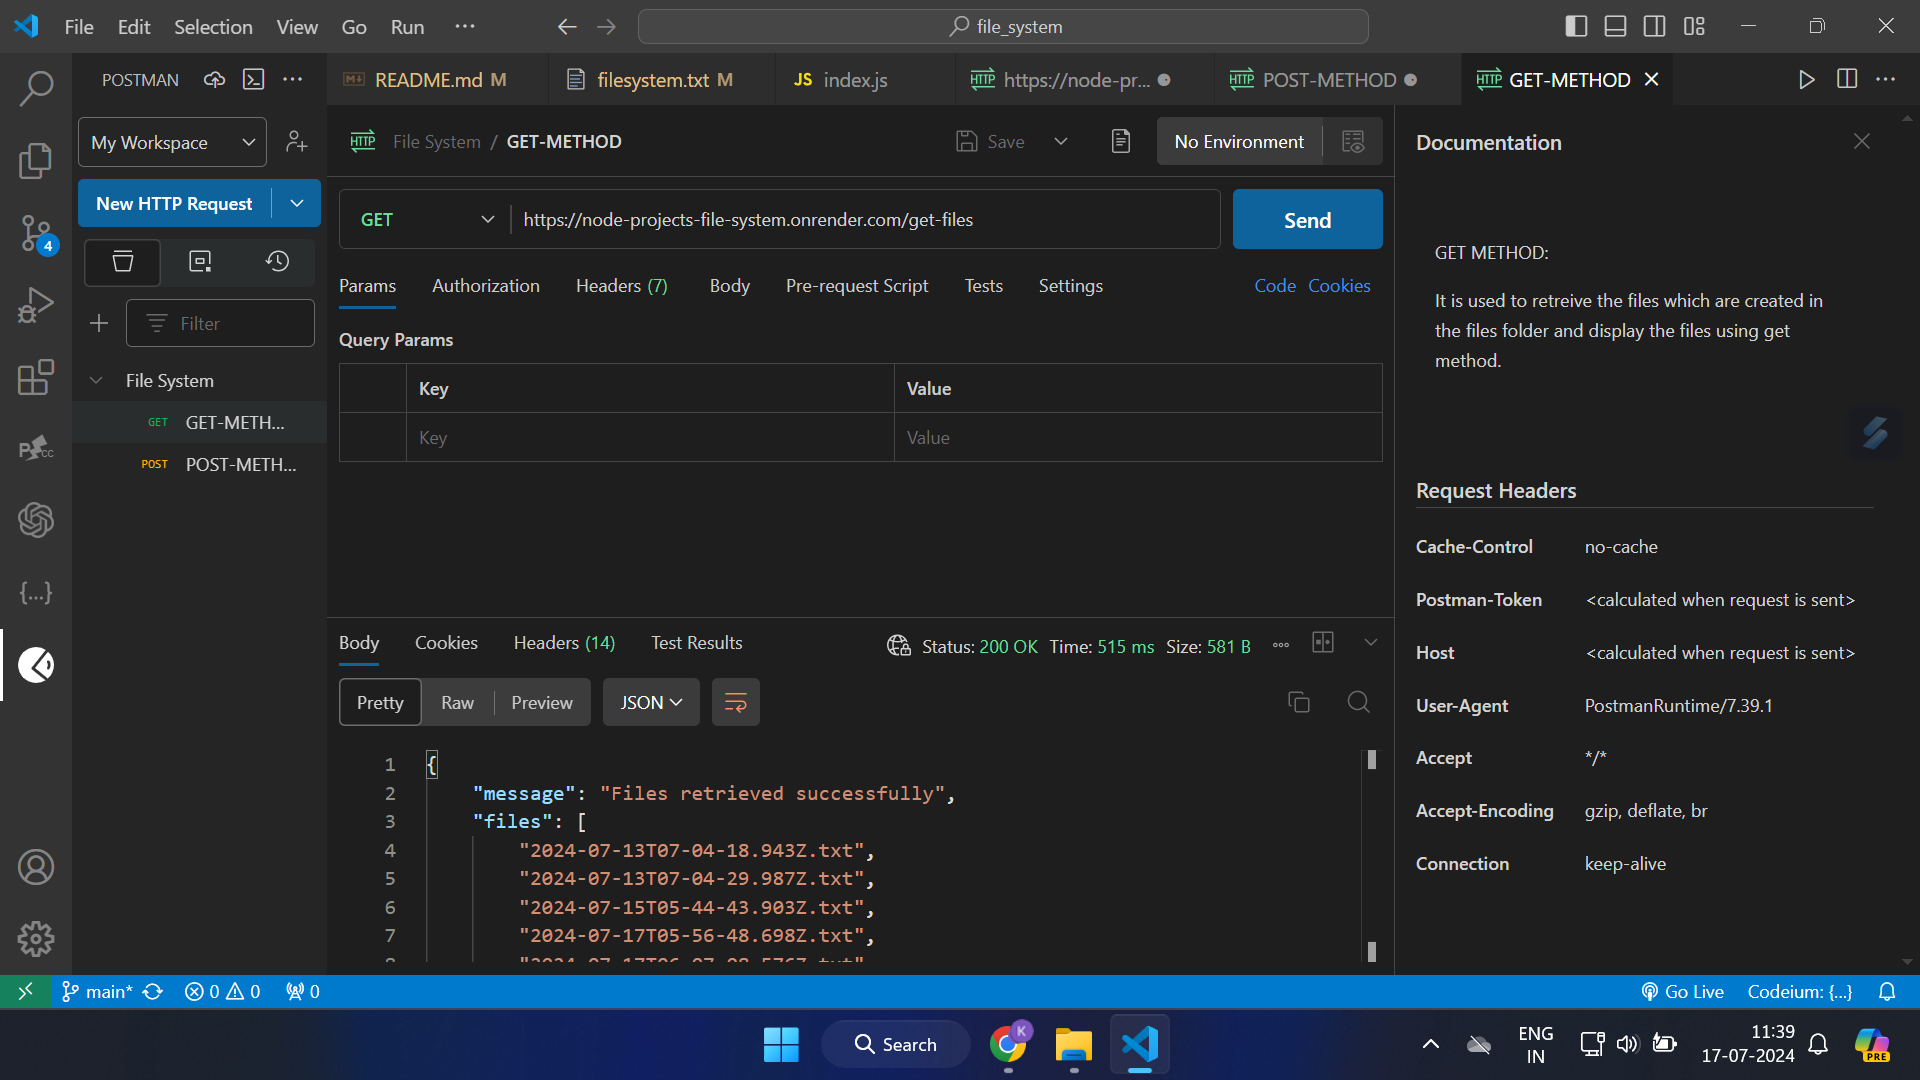 File Edit Selection View Go Run ... file_system
POSTMAN
README.md M
filesystem.txt M
JS index.js
HTTP https://node-pr...
HTTP POST-METHOD
HTTP GET-METHOD
My Workspace
New HTTP Request
Filter
File System
GET GET-METH...
POST POST-METH...
4
{...}
HTTP File System / GET-METHOD
Save
No Environment
GET https://node-projects-file-system.onrender.com/get-files
Send
Params Authorization Headers (7) Body Pre-request Script Tests Settings Code Cookies
Query Params
Key Value
Key Value
Body Cookies Headers (14) Test Results Status: 200 OK Time: 515 ms Size: 581 B
Pretty Raw Preview JSON
1 {
2 "message": "Files retrieved successfully",
3 "files": [
4 "2024-07-13T07-04-18.943Z.txt",
5 "2024-07-13T07-04-29.987Z.txt",
6 "2024-07-15T05-44-43.903Z.txt",
7 "2024-07-17T05-56-48.698Z.txt",
Documentation
GET METHOD:
It is used to retreive the files which are created in
the files folder and display the files using get
method.
Request Headers
Cache-Control no-cache
Postman-Token <calculated when request is sent>
Host <calculated when request is sent>
User-Agent PostmanRuntime/7.39.1
Accept */*
Accept-Encoding gzip, deflate, br
Connection keep-alive
main* 0 0 0 Go Live Codeium: {...}
Search
K
ENG
IN
11:39
17-07-2024
PRE